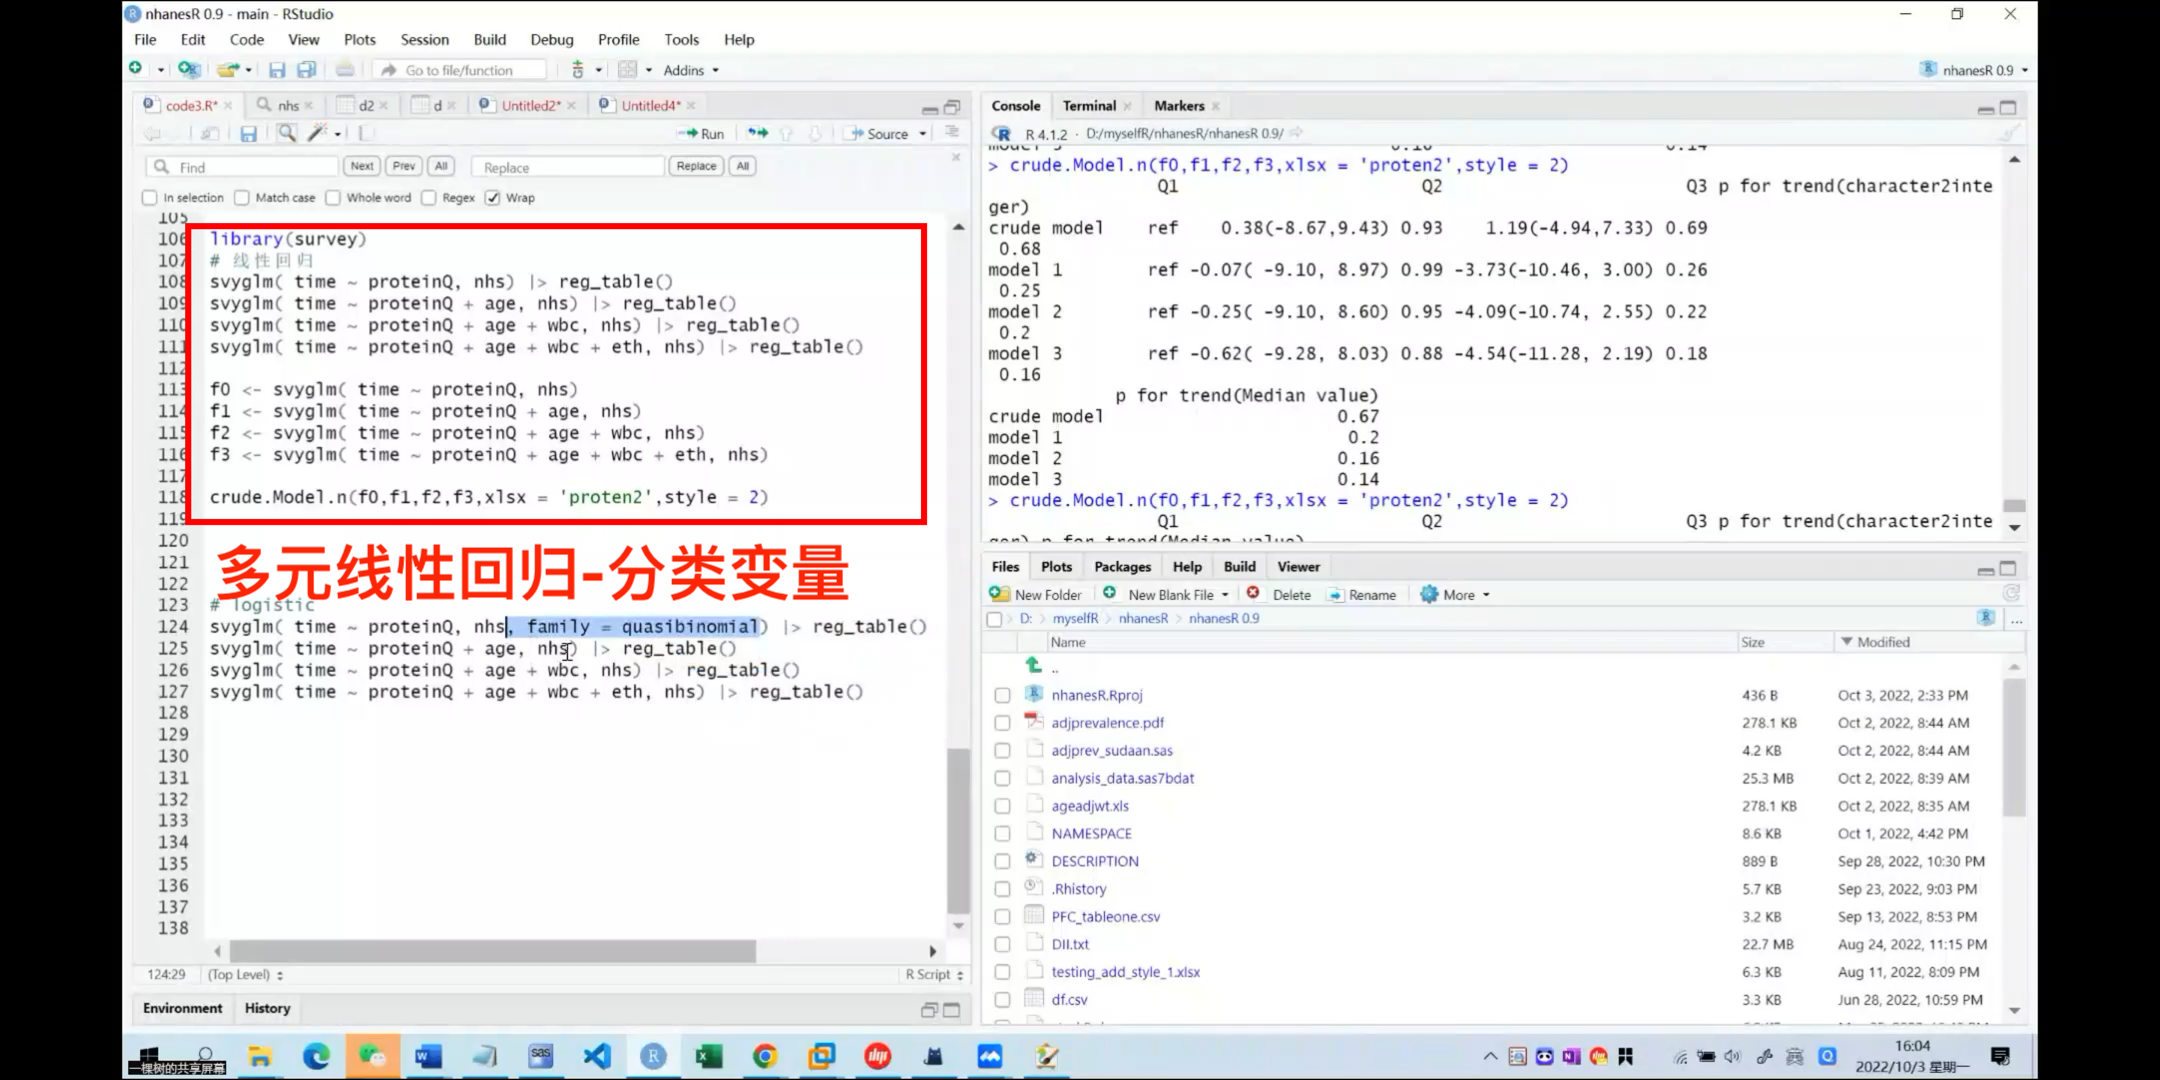 nhanesR 0.9 - main - RStudio
File Edit Code View Plots Session Build Debug Profile Tools Help
Go to file/function Addins nhanesR 0.9
code3.R* nhs d2 d Untitled2* Untitled4*
Run Source
Find Next Prev All Replace Replace All
In selection Match case Whole word Regex Wrap
105
106 library(survey)
107 # 线性回归
108 svyglm( time ~ proteinQ, nhs) |> reg_table()
109 svyglm( time ~ proteinQ + age, nhs) |> reg_table()
110 svyglm( time ~ proteinQ + age + wbc, nhs) |> reg_table()
111 svyglm( time ~ proteinQ + age + wbc + eth, nhs) |> reg_table()
112
113 f0 <- svyglm( time ~ proteinQ, nhs)
114 f1 <- svyglm( time ~ proteinQ + age, nhs)
115 f2 <- svyglm( time ~ proteinQ + age + wbc, nhs)
116 f3 <- svyglm( time ~ proteinQ + age + wbc + eth, nhs)
117
118 crude.Model.n(f0,f1,f2,f3,xlsx = 'proten2',style = 2)
119
120
121
多元线性回归-分类变量
122
123 # logistic
124 svyglm( time ~ proteinQ, nhs, family = quasibinomial) |> reg_table()
125 svyglm( time ~ proteinQ + age, nhs) |> reg_table()
126 svyglm( time ~ proteinQ + age + wbc, nhs) |> reg_table()
127 svyglm( time ~ proteinQ + age + wbc + eth, nhs) |> reg_table()
128
129
130
131
132
133
134
135
136
137
138
124:29 (Top Level) R Script
Environment History
Console Terminal Markers
R 4.1.2 · D:/myselfR/nhanesR/nhanesR 0.9/
> crude.Model.n(f0,f1,f2,f3,xlsx = 'proten2',style = 2)
Q1 Q2 Q3 p for trend(character2inte
ger)
crude model ref 0.38(-8.67,9.43) 0.93 1.19(-4.94,7.33) 0.69
0.68
model 1 ref -0.07( -9.10, 8.97) 0.99 -3.73(-10.46, 3.00) 0.26
0.25
model 2 ref -0.25( -9.10, 8.60) 0.95 -4.09(-10.74, 2.55) 0.22
0.2
model 3 ref -0.62( -9.28, 8.03) 0.88 -4.54(-11.28, 2.19) 0.18
0.16
p for trend(Median value)
crude model 0.67
model 1 0.2
model 2 0.16
model 3 0.14
> crude.Model.n(f0,f1,f2,f3,xlsx = 'proten2',style = 2)
Q1 Q2 Q3 p for trend(character2inte
ger) p for trend(Median value)
Files Plots Packages Help Build Viewer
New Folder New Blank File Delete Rename More
D: myselfR nhanesR nhanesR 0.9 ...
Name Size Modified
..
nhanesR.Rproj 436 B Oct 3, 2022, 2:33 PM
adjprevalence.pdf 278.1 KB Oct 2, 2022, 8:44 AM
adjprev_sudaan.sas 4.2 KB Oct 2, 2022, 8:44 AM
analysis_data.sas7bdat 25.3 MB Oct 2, 2022, 8:39 AM
ageadjwt.xls 278.1 KB Oct 2, 2022, 8:35 AM
NAMESPACE 8.6 KB Oct 1, 2022, 4:42 PM
DESCRIPTION 889 B Sep 28, 2022, 10:30 PM
.Rhistory 5.7 KB Sep 23, 2022, 9:03 PM
PFC_tableone.csv 3.2 KB Sep 13, 2022, 8:53 PM
DII.txt 22.7 MB Aug 24, 2022, 11:15 PM
testing_add_style_1.xlsx 6.3 KB Aug 11, 2022, 8:09 PM
df.csv 3.3 KB Jun 28, 2022, 10:59 PM
一棵树的共享屏幕
16:04
2022/10/3 星期一